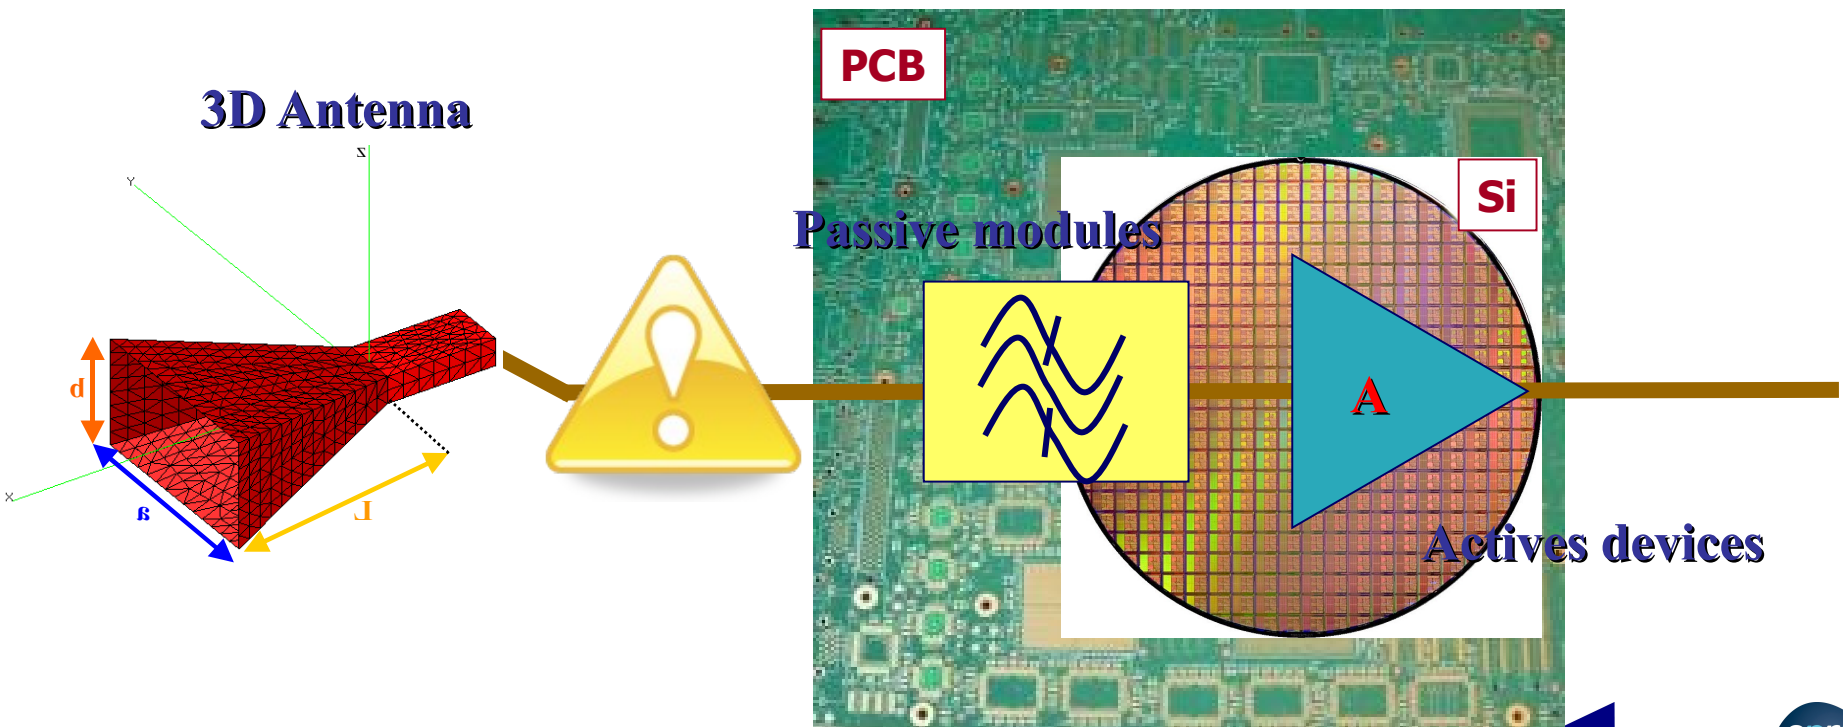 PCB
3D Antenna
Z
Y
Si
Passive modules
b
A
X
a
L
Actives devices